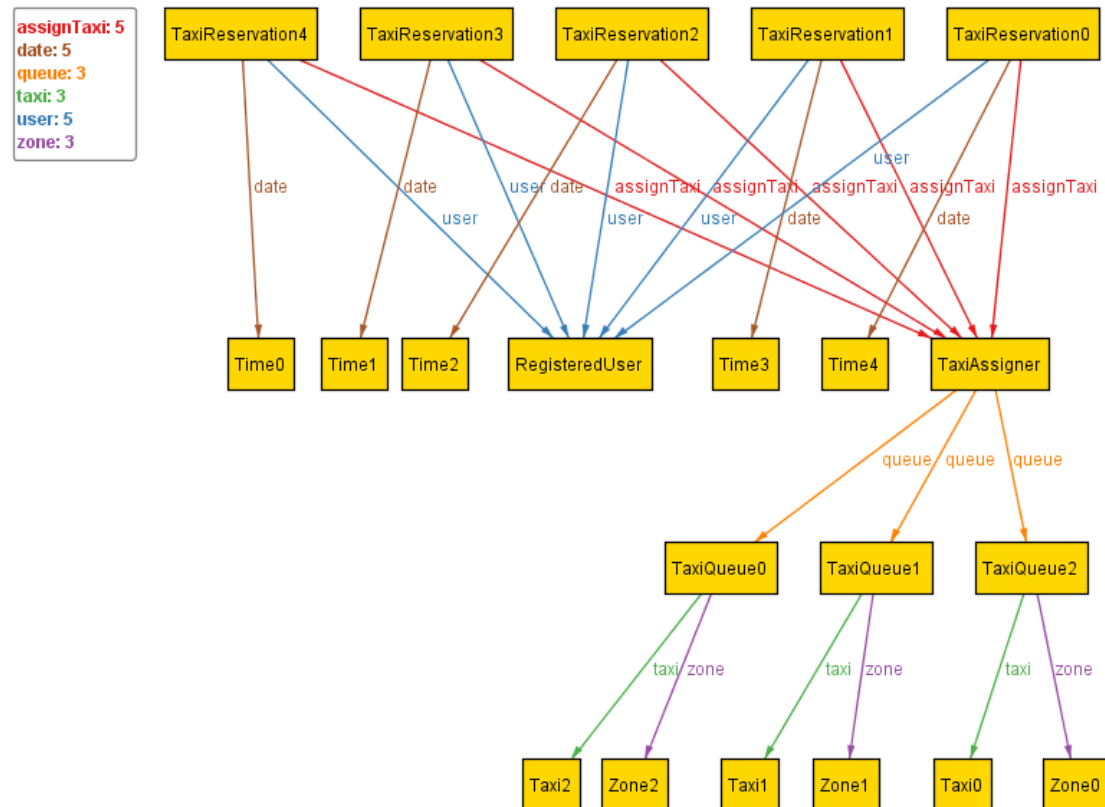 assignTaxi: 5
date: 5
queue: 3
taxi: 3
user: 5
zone: 3
TaxiReservation4
TaxiReservation3
TaxiReservation2
TaxiReservation1
TaxiReservation0
user
date
date
user
date
assignTaxi
assignTaxi
assignTaxi
assignTaxi
assignTaxi
user
user
user
date
date
Time0
Time1
Time2
RegisteredUser
Time3
Time4
TaxiAssigner
queue
queue
queue
TaxiQueue0
TaxiQueue1
TaxiQueue2
taxi
zone
taxi
zone
taxi
zone
Taxi2
Zone2
Taxi1
Zone1
Taxi0
Zone0